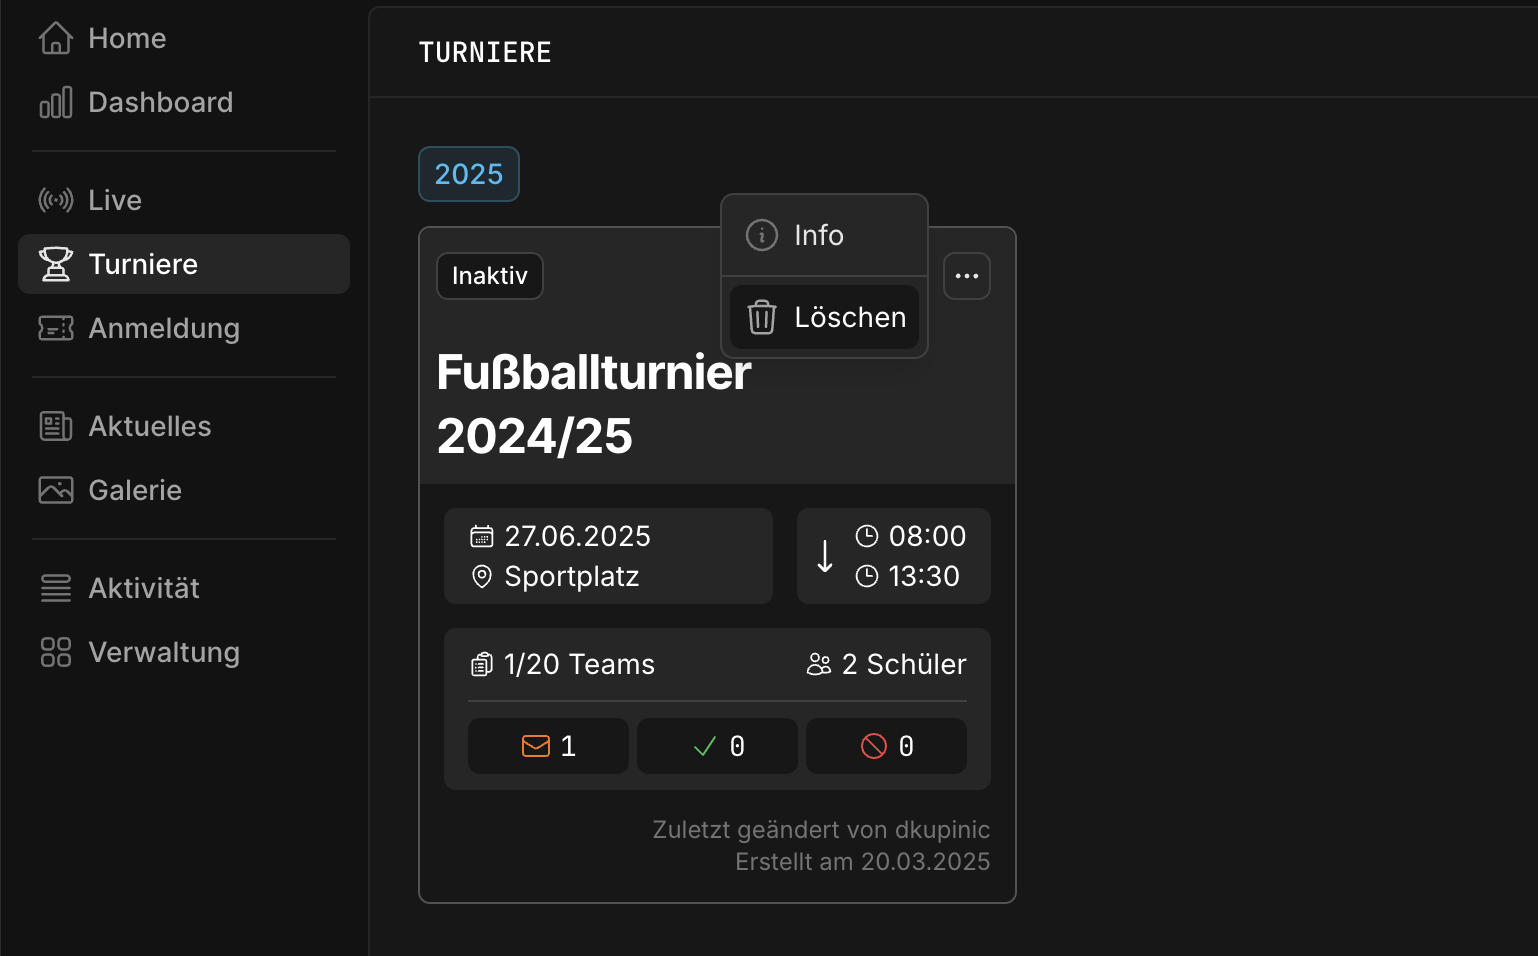 Home
Dashboard
Live
Turniere
Anmeldung
Aktuelles
Galerie
Aktivität
Verwaltung
TURNIERE
2025
Info
Löschen
Inaktiv
Fußballturnier
2024/25
27.06.2025
Sportplatz
08:00
13:30
1/20 Teams
2 Schüler
1
0
0
Zuletzt geändert von dkupinic
Erstellt am 20.03.2025